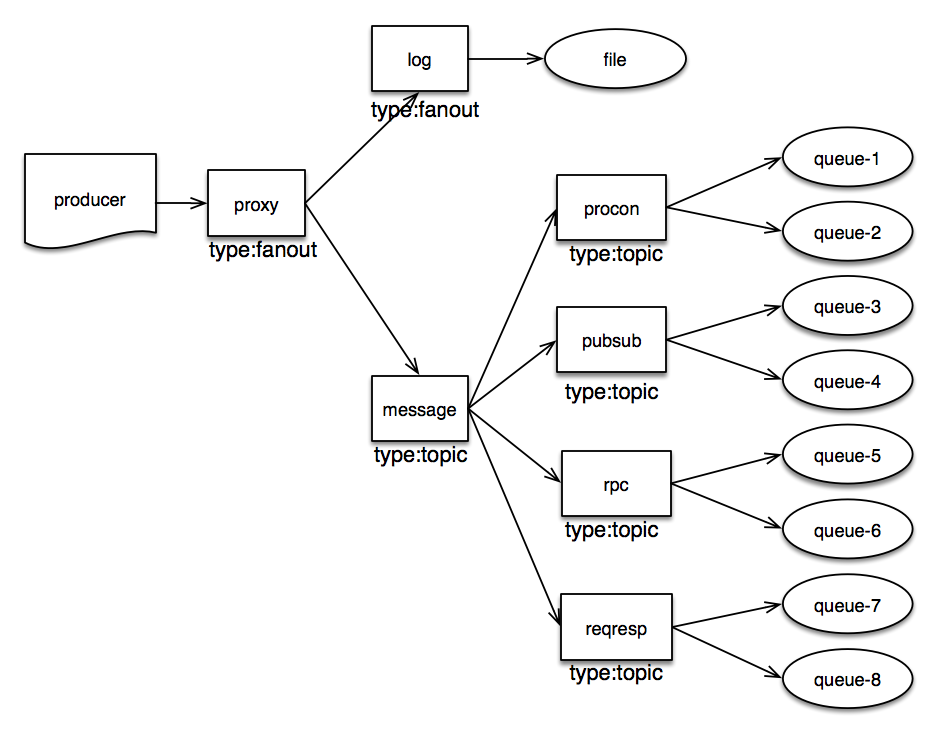 log
file
type:fanout
producer
proxy
type:fanout
message
type:topic
procon
type:topic
queue-1
queue-2
pubsub
type:topic
queue-3
queue-4
rpc
type:topic
queue-5
queue-6
reqresp
type:topic
queue-7
queue-8